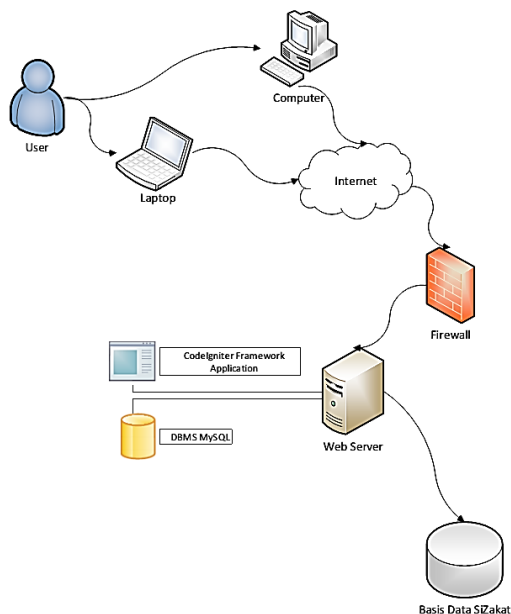 Computer
User
Laptop
Internet
Firewall
CodeIgniter Framework
Application
DBMS MySQL
Web Server
Basis Data SiZakat